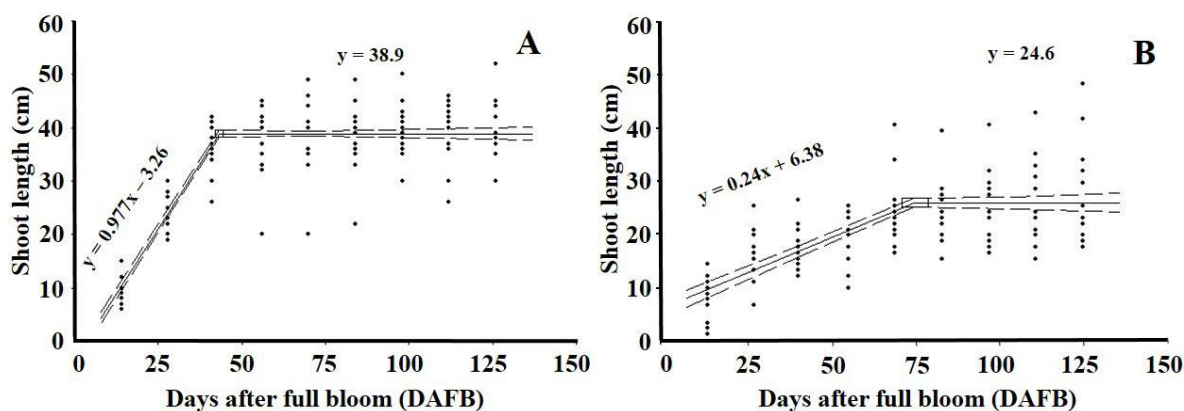 60
50
40
30
20
10
0
Shoot length (cm)
y = 0.977x – 3.26
y = 38.9
A
0 25 50 75 100 125 150
Days after full bloom (DAFB)
60
50
40
30
20
10
0
Shoot length (cm)
y = 0.24x + 6.38
y = 24.6
B
0 25 50 75 100 125 150
Days after full bloom (DAFB)